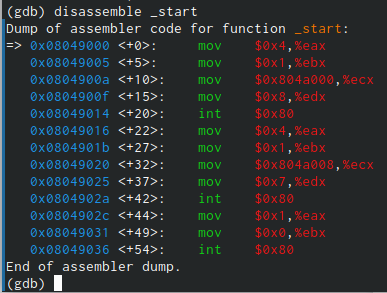 (gdb) disassemble _start
Dump of assembler code for function _start:
=> 0x08049000 <+0>:     mov    $0x4,%eax
   0x08049005 <+5>:     mov    $0x1,%ebx
   0x0804900a <+10>:    mov    $0x804a000,%ecx
   0x0804900f <+15>:    mov    $0x8,%edx
   0x08049014 <+20>:    int    $0x80
   0x08049016 <+22>:    mov    $0x4,%eax
   0x0804901b <+27>:    mov    $0x1,%ebx
   0x08049020 <+32>:    mov    $0x804a008,%ecx
   0x08049025 <+37>:    mov    $0x7,%edx
   0x0804902a <+42>:    int    $0x80
   0x0804902c <+44>:    mov    $0x1,%eax
   0x08049031 <+49>:    mov    $0x0,%ebx
   0x08049036 <+54>:    int    $0x80
End of assembler dump.
(gdb)